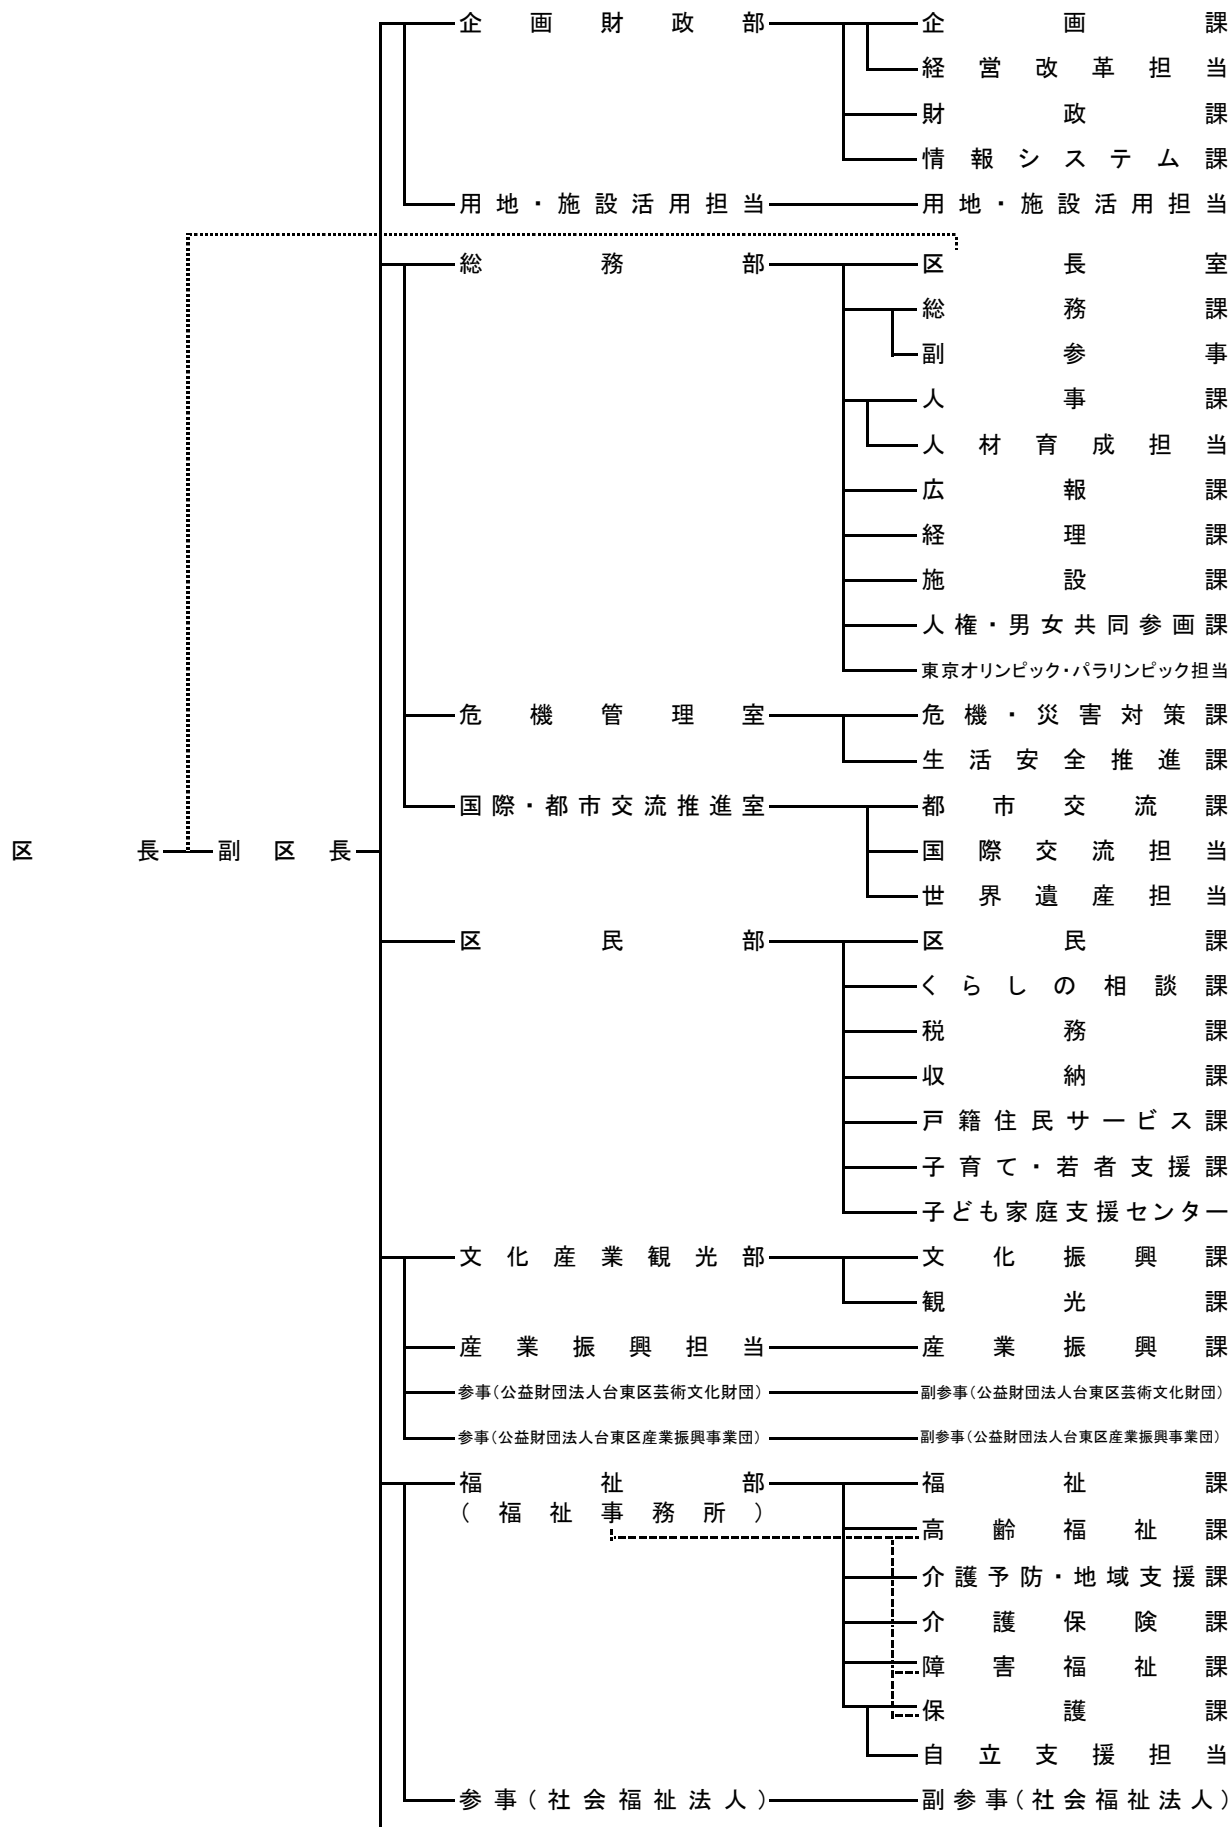 企画財政部 企画課
経営改革担当
財政課
情報システム課
用地・施設活用担当 用地・施設活用担当
総務部 区長室
総務課
副参事
人事課
人材育成担当
広報課
経理課
施設課
人権・男女共同参画課
東京オリンピック・パラリンピック担当
危機管理室 危機・災害対策課
生活安全推進課
国際・都市交流推進室 都市交流課
区長 副区長 国際交流担当
世界遺産担当
区民部 区民課
くらしの相談課
税務課
収納課
戸籍住民サービス課
子育て・若者支援課
子ども家庭支援センター
文化産業観光部 文化振興課
観光課
産業振興担当 産業振興課
参事(公益財団法人台東区芸術文化財団) 副参事(公益財団法人台東区芸術文化財団)
参事(公益財団法人台東区産業振興事業団) 副参事(公益財団法人台東区産業振興事業団)
福祉部 福祉課
(福祉事務所)
高齢福祉課
介護予防・地域支援課
介護保険課
障害福祉課
保護課
自立支援担当
参事(社会福祉法人) 副参事(社会福祉法人)